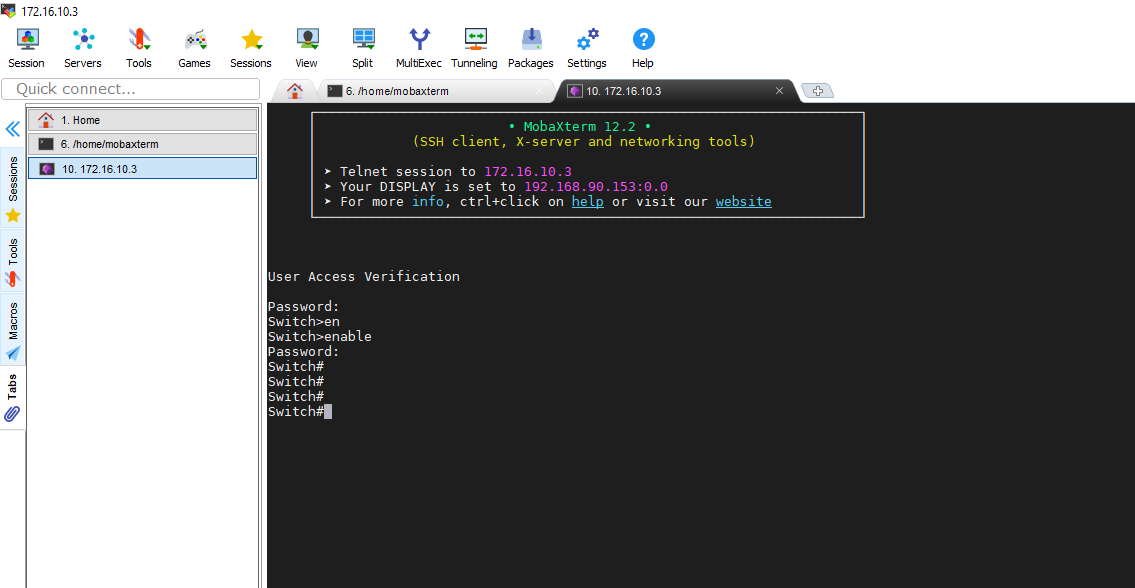 172.16.10.3
Session Servers Tools Games Sessions View Split MultiExec Tunneling Packages Settings Help
Quick connect...
6. /home/mobaxterm
10. 172.16.10.3
1. Home
6. /home/mobaxterm
10. 172.16.10.3
Sessions
Tools
Macros
Tabs
• MobaXterm 12.2 •
(SSH client, X-server and networking tools)
➤ Telnet session to 172.16.10.3
➤ Your DISPLAY is set to 192.168.90.153:0.0
➤ For more info, ctrl+click on help or visit our website
User Access Verification
Password:
Switch>en
Switch>enable
Password:
Switch#
Switch#
Switch#
Switch#